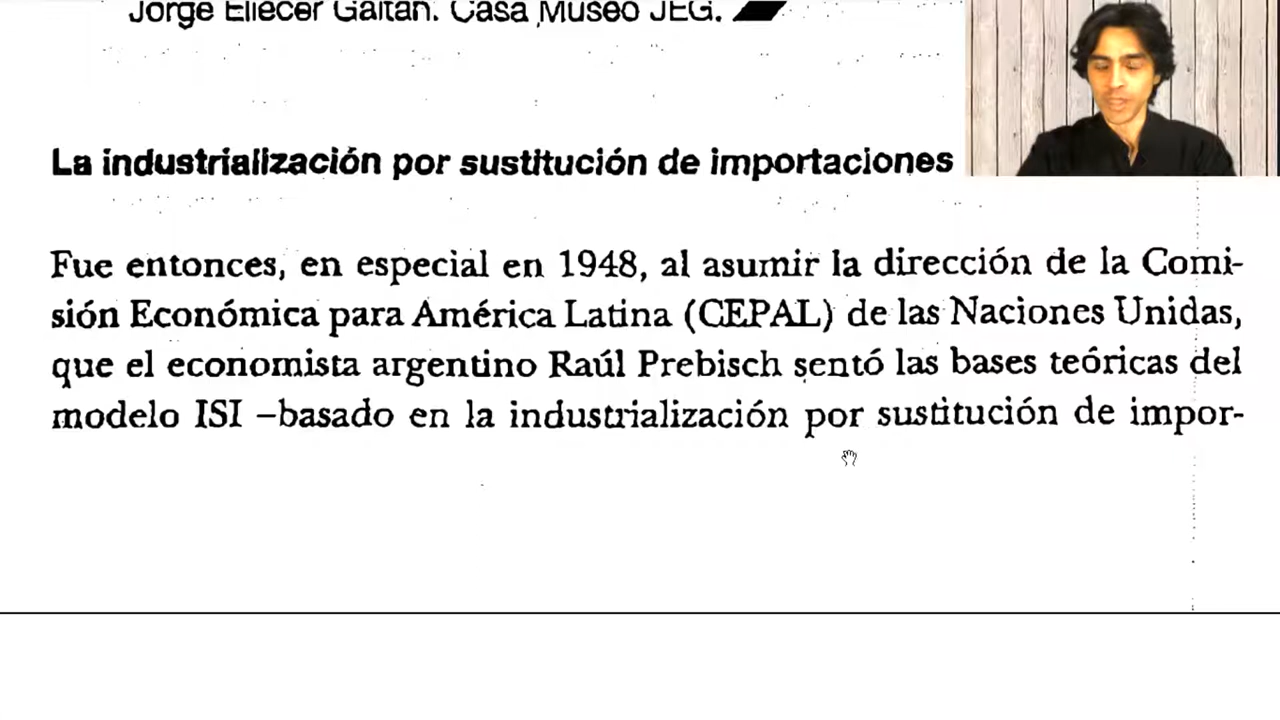 Jorge Eliécer Gaitán. Casa Museo JEG.
La industrialización por sustitución de importaciones
Fue entonces, en especial en 1948, al asumir la dirección de la Comi-
sión Económica para América Latina (CEPAL) de las Naciones Unidas,
que el economista argentino Raúl Prebisch sentó las bases teóricas del
modelo ISI –basado en la industrialización por sustitución de impor-